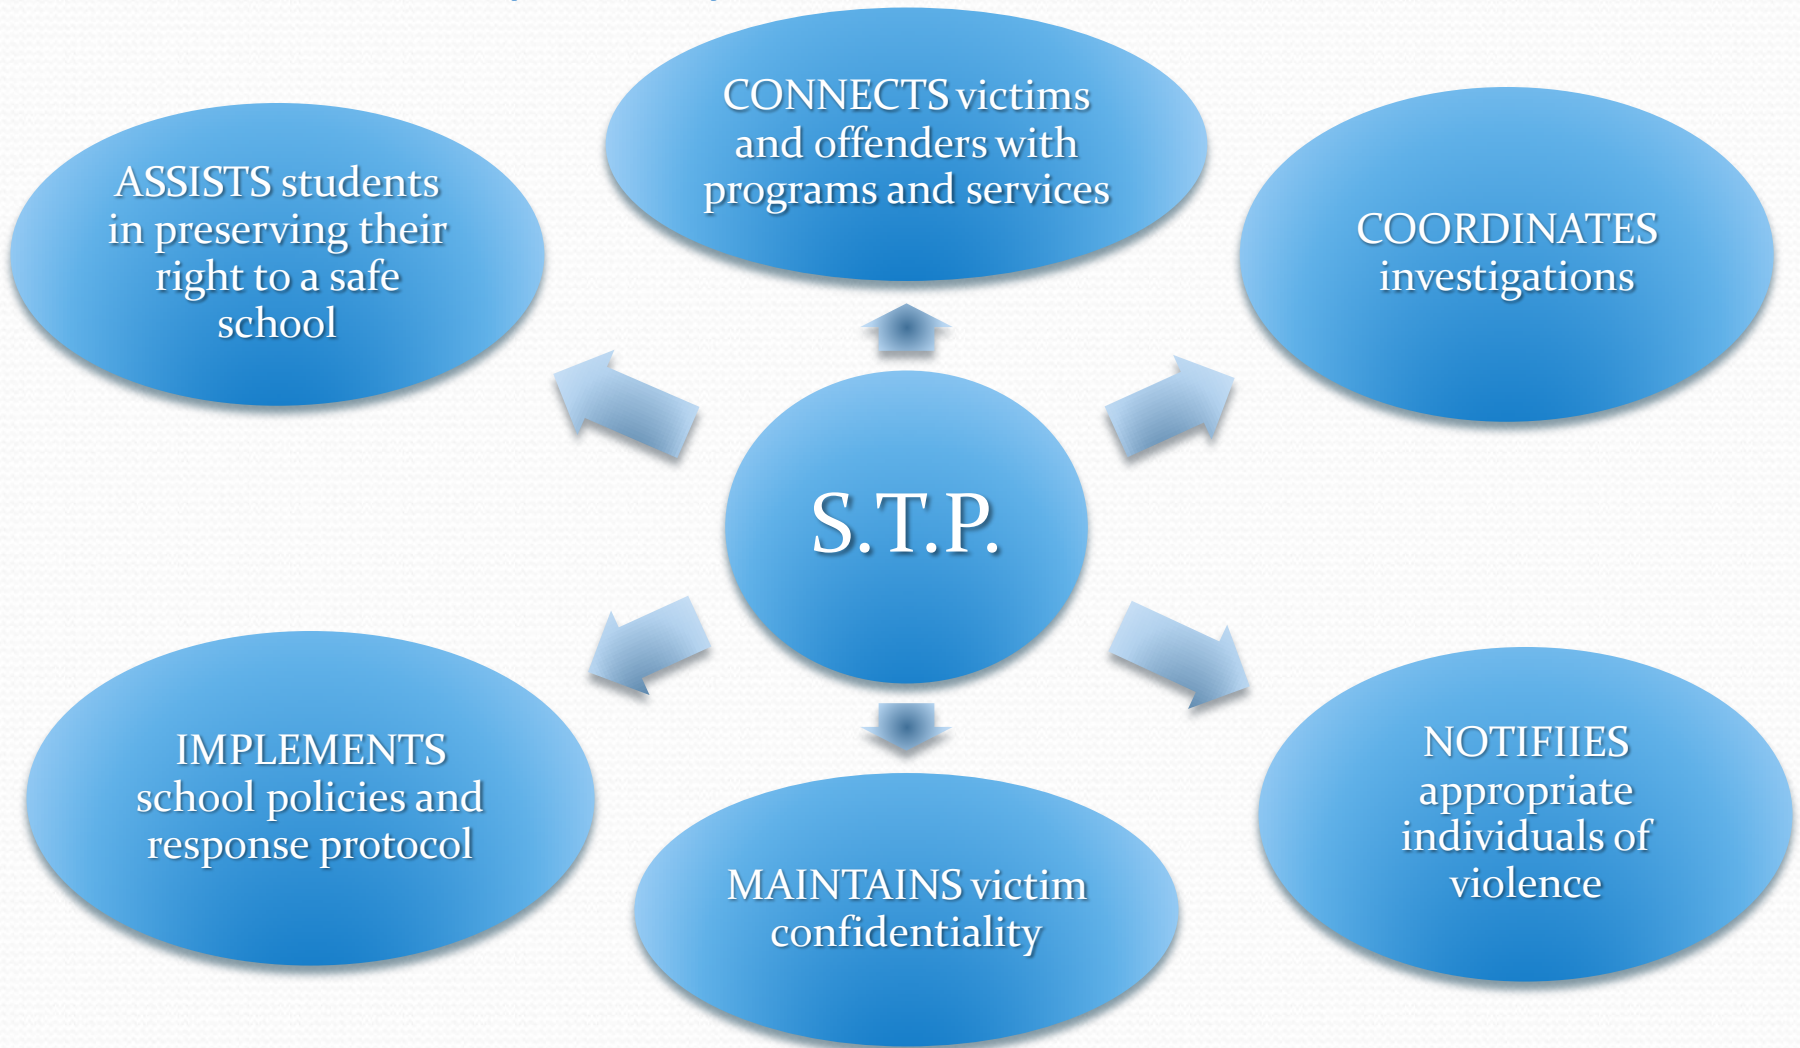 CONNECTS victims
and offenders with
programs and services
ASSISTS students
in preserving their
right to a safe
school
COORDINATES
investigations
S.T.P.
IMPLEMENTS
school policies and
response protocol
NOTIFIIES
appropriate
individuals of
violence
MAINTAINS victim
confidentiality